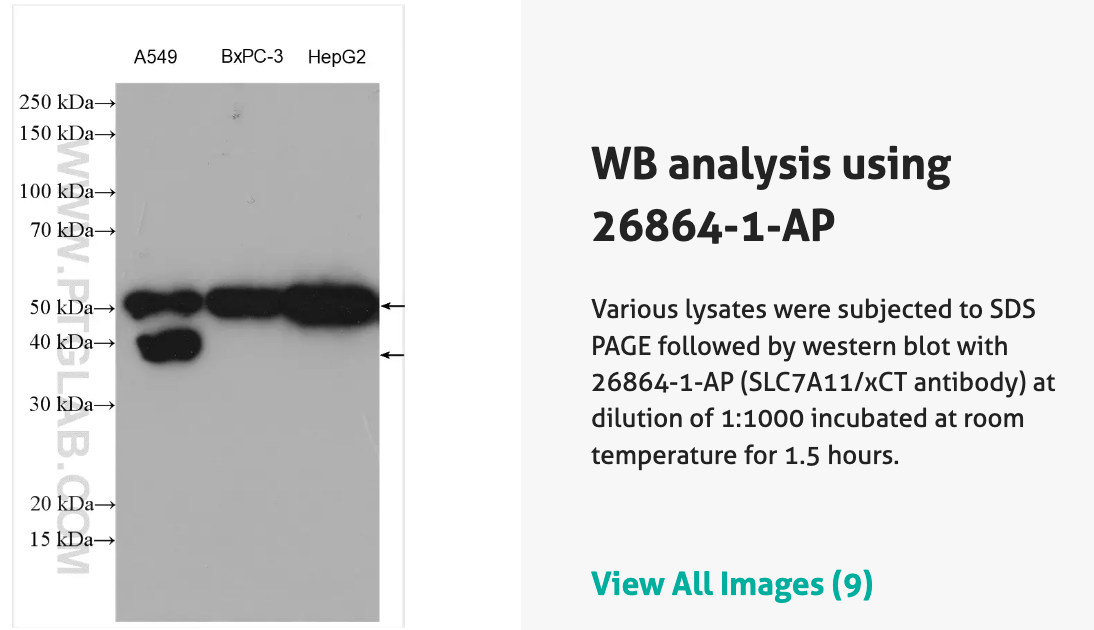 A549 BxPC-3 HepG2
250 kDa→
150 kDa→
100 kDa→
70 kDa→
50 kDa→
40 kDa→
30 kDa→
20 kDa→
15 kDa→
WWW.PTGLAB.COM
WB analysis using
26864-1-AP
Various lysates were subjected to SDS
PAGE followed by western blot with
26864-1-AP (SLC7A11/xCT antibody) at
dilution of 1:1000 incubated at room
temperature for 1.5 hours.
View All Images (9)